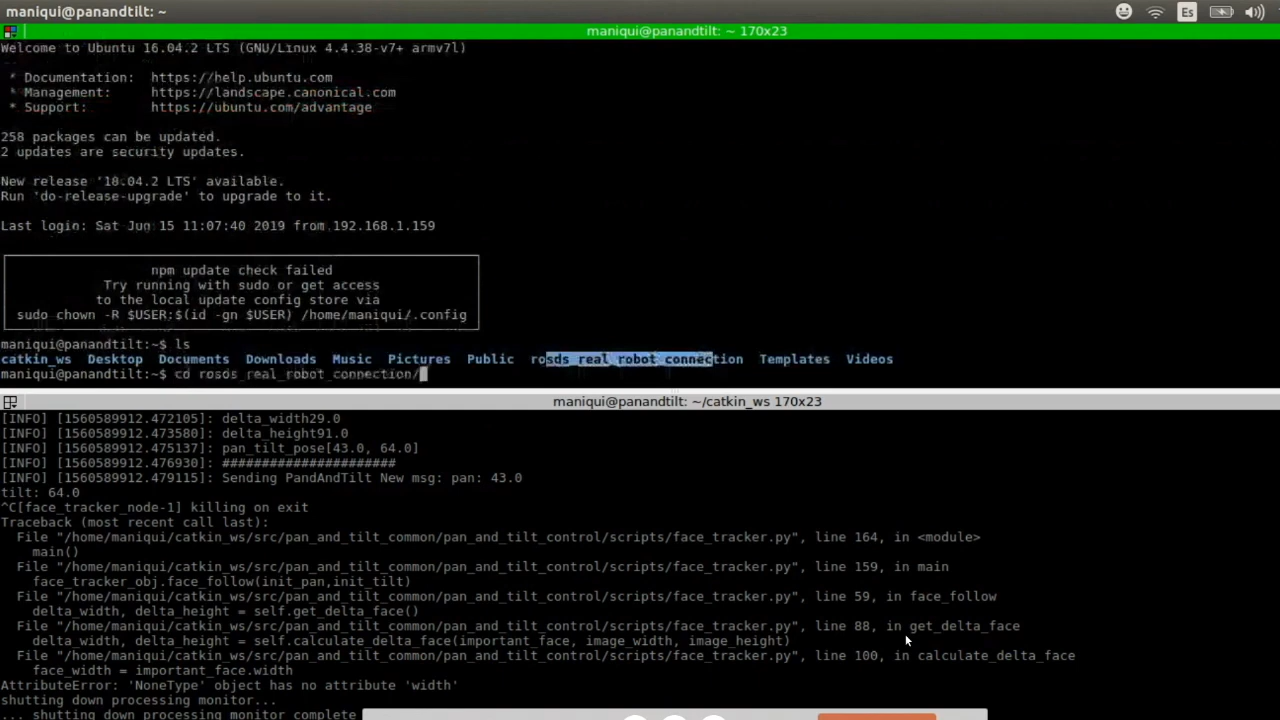 maniqui@panandtilt: ~
Es
maniqui@panandtilt: ~ 170x23
Welcome to Ubuntu 16.04.2 LTS (GNU/Linux 4.4.38-v7+ armv7l)
* Documentation:  https://help.ubuntu.com
* Management:     https://landscape.canonical.com
* Support:        https://ubuntu.com/advantage
258 packages can be updated.
2 updates are security updates.
New release '18.04.2 LTS' available.
Run 'do-release-upgrade' to upgrade to it.
Last login: Sat Jun 15 11:07:40 2019 from 192.168.1.159
npm update check failed
Try running with sudo or get access
to the local update config store via
sudo chown -R $USER:$(id -gn $USER) /home/maniqui/.config
maniqui@panandtilt:~$ ls
catkin_ws  Desktop  Documents  Downloads  Music  Pictures  Public  rosds_real_robot_connection  Templates  Videos
maniqui@panandtilt:~$ cd rosds_real_robot_connection/
maniqui@panandtilt: ~/catkin_ws 170x23
[INFO] [1560589912.472105]: delta_width29.0
[INFO] [1560589912.473580]: delta_height91.0
[INFO] [1560589912.475137]: pan_tilt_pose[43.0, 64.0]
[INFO] [1560589912.476930]: ######################
[INFO] [1560589912.479115]: Sending PandAndTilt New msg: pan: 43.0
tilt: 64.0
^C[face_tracker_node-1] killing on exit
Traceback (most recent call last):
File "/home/maniqui/catkin_ws/src/pan_and_tilt_common/pan_and_tilt_control/scripts/face_tracker.py", line 164, in <module>
main()
File "/home/maniqui/catkin_ws/src/pan_and_tilt_common/pan_and_tilt_control/scripts/face_tracker.py", line 159, in main
face_tracker_obj.face_follow(init_pan,init_tilt)
File "/home/maniqui/catkin_ws/src/pan_and_tilt_common/pan_and_tilt_control/scripts/face_tracker.py", line 59, in face_follow
delta_width, delta_height = self.get_delta_face()
File "/home/maniqui/catkin_ws/src/pan_and_tilt_common/pan_and_tilt_control/scripts/face_tracker.py", line 88, in get_delta_face
delta_width, delta_height = self.calculate_delta_face(important_face, image_width, image_height)
File "/home/maniqui/catkin_ws/src/pan_and_tilt_common/pan_and_tilt_control/scripts/face_tracker.py", line 100, in calculate_delta_face
face_width = important_face.width
AttributeError: 'NoneType' object has no attribute 'width'
shutting down processing monitor...
... shutting down processing monitor complete